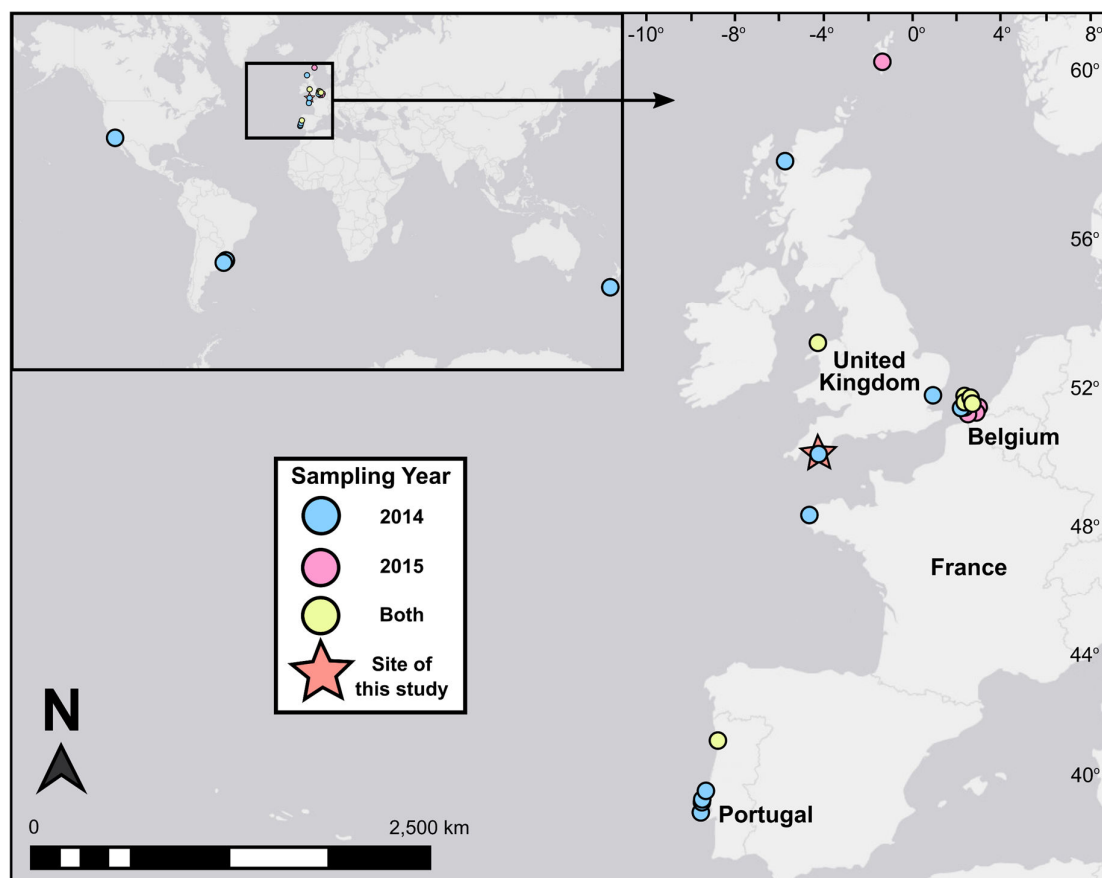 -10° -8° -4° 0° 4° 8°
60°
56°
52°
48°
44°
40°
United
Kingdom
Belgium
France
Portugal
Sampling Year
2014
2015
Both
Site of
this study
N
0 2,500 km